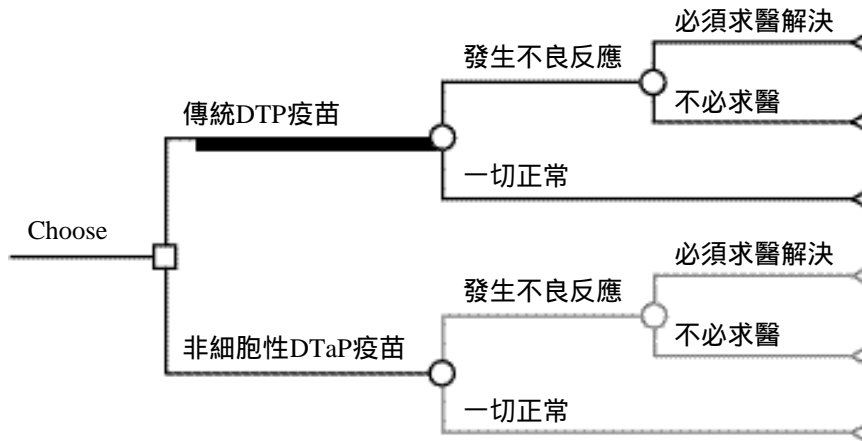 必須求醫解決
發生不良反應
不必求醫
傳統DTP疫苗
一切正常
Choose
必須求醫解決
發生不良反應
不必求醫
非細胞性DTaP疫苗
一切正常